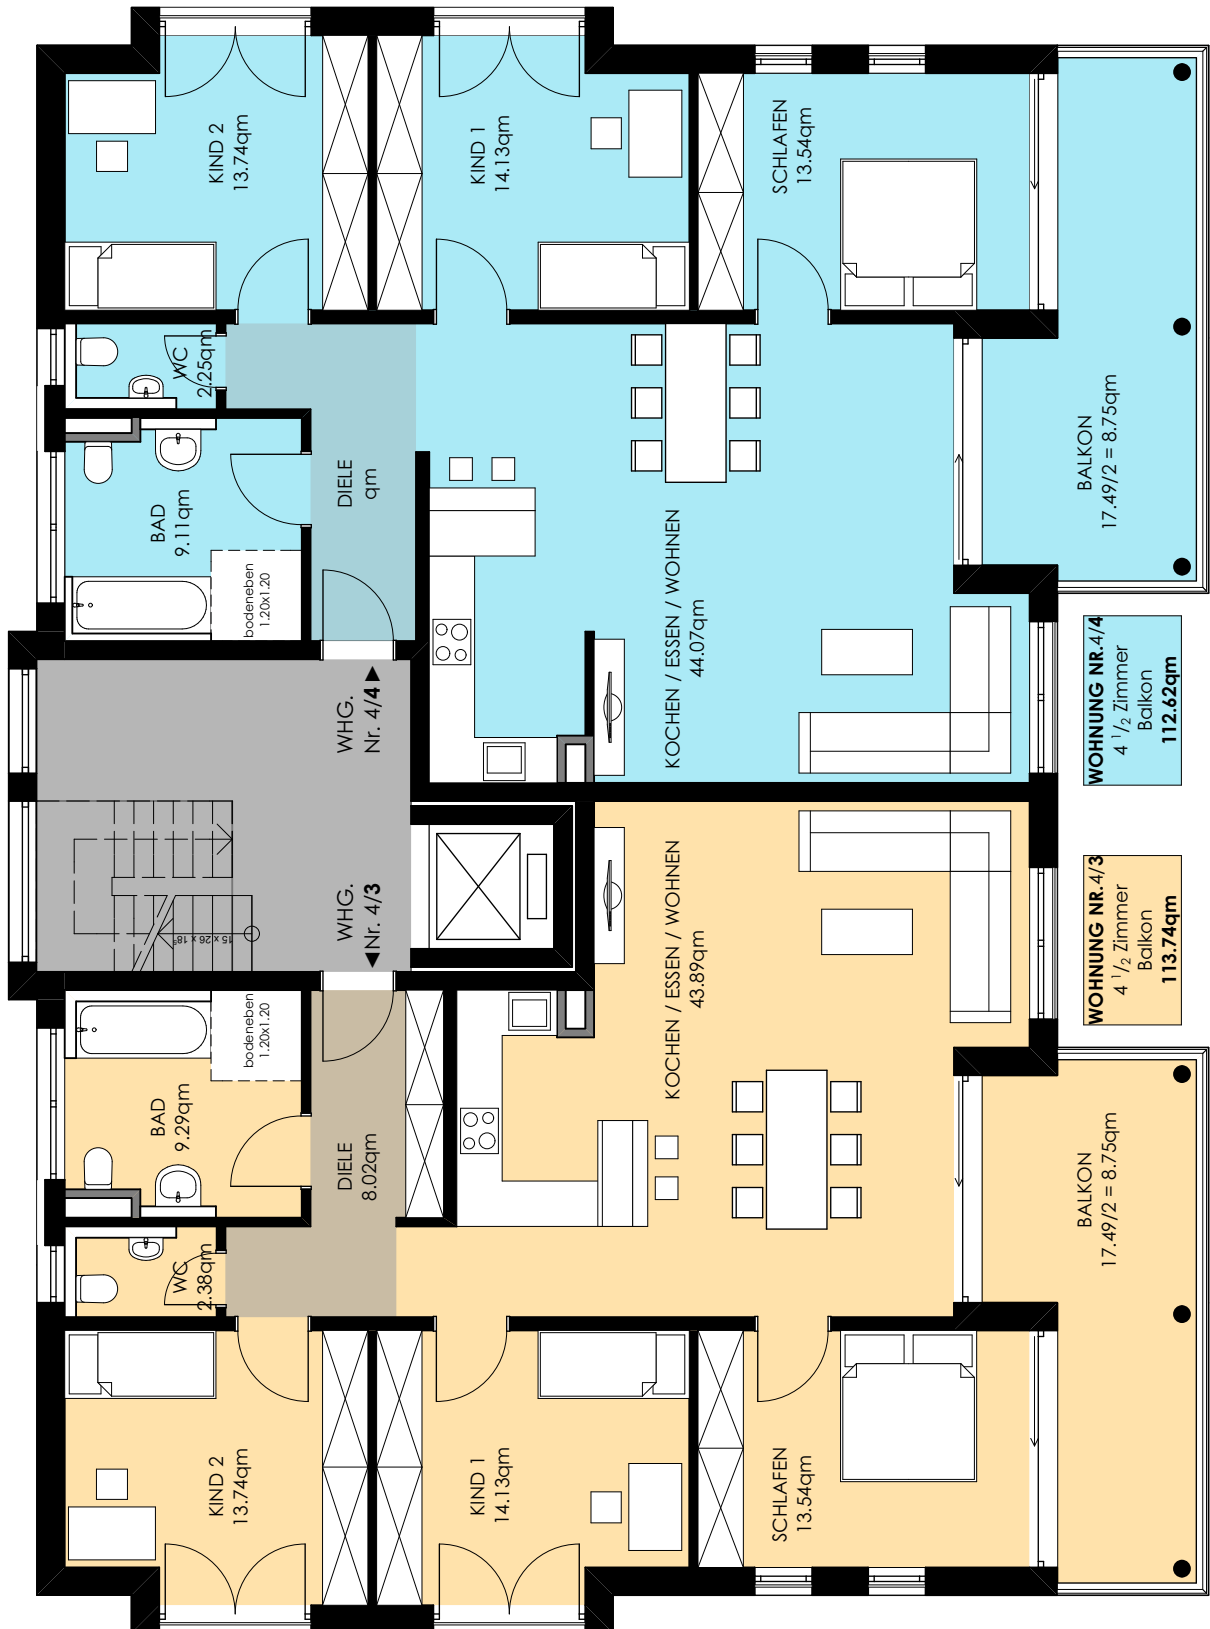 KIND 2
13.74qm
KIND 1
14.13qm
SCHLAFEN
13.54qm
WC
2.25qm
BAD
9.11qm
bodeneben
1.20x1.20
DIELE
qm
KOCHEN / ESSEN / WOHNEN
44.07qm
BALKON
17.49/2 = 8.75qm
WHG.
Nr. 4/4▶
WOHNUNG NR.4/4
4 1/2 Zimmer
Balkon
112.62qm
WHG.
◀Nr. 4/3
15 x 26 x 18⁵
WOHNUNG NR.4/3
4 1/2 Zimmer
Balkon
113.74qm
KOCHEN / ESSEN / WOHNEN
43.89qm
bodeneben
1.20x1.20
BAD
9.29qm
DIELE
8.02qm
WC
2.38qm
BALKON
17.49/2 = 8.75qm
KIND 2
13.74qm
KIND 1
14.13qm
SCHLAFEN
13.54qm